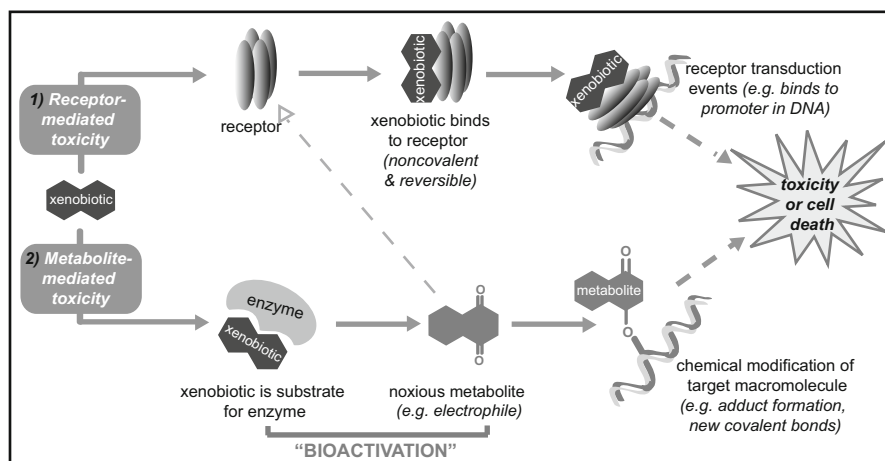 1) Receptor-
mediated
toxicity
xenobiotic
2) Metabolite-
mediated
toxicity
receptor
xenobiotic
xenobiotic binds
to receptor
(noncovalent
& reversible)
xenobiotic
receptor transduction
events (e.g. binds to
promoter in DNA)
toxicity
or cell
death
enzyme
xenobiotic
xenobiotic is substrate
for enzyme
O
O
noxious metabolite
(e.g. electrophile)
O
metabolite
O
chemical modification of
target macromolecule
(e.g. adduct formation,
new covalent bonds)
“BIOACTIVATION”